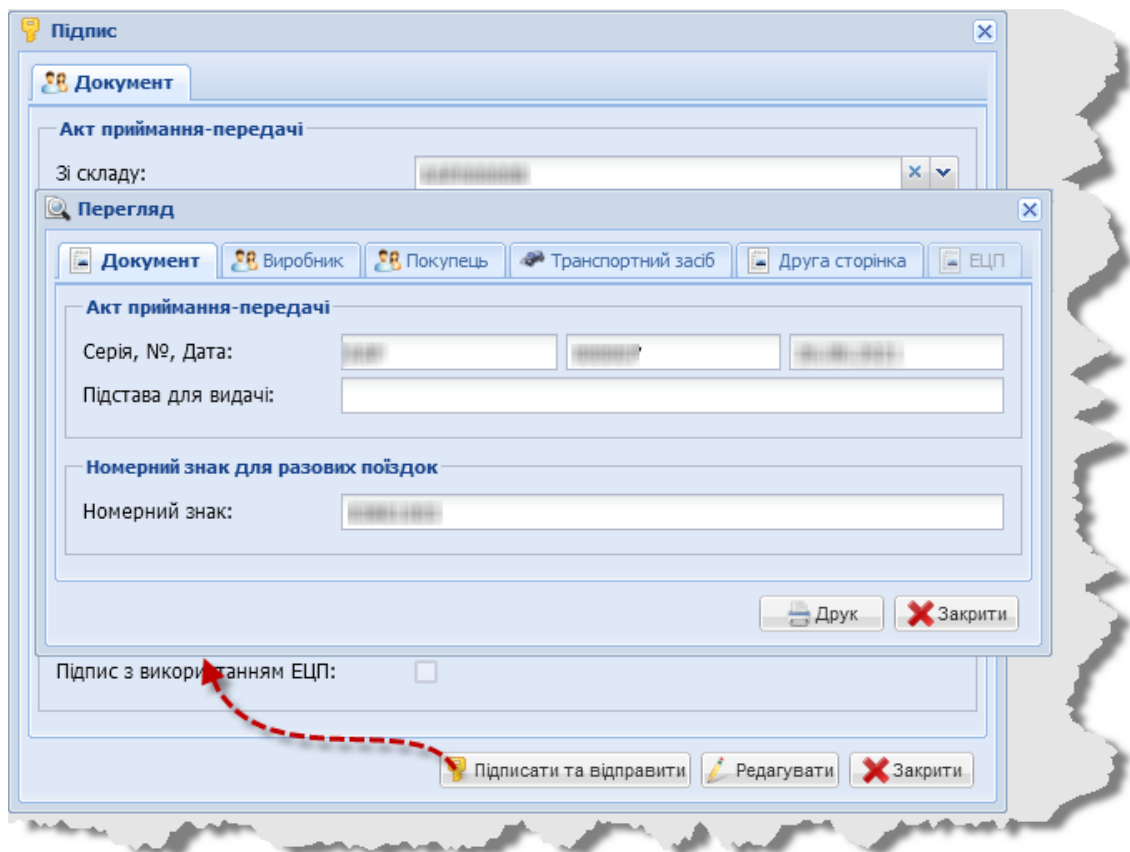 Підпис
Документ
Акт приймання-передачі
Зі складу:
Перегляд
Документ Виробник Покупець Транспортний засіб Друга сторінка ЕЦП
Акт приймання-передачі
Серія, №, Дата:
Підстава для видачі:
Номерний знак для разових поїздок
Номерний знак:
Друк Закрити
Підпис з використанням ЕЦП:
Підписати та відправити Редагувати Закрити